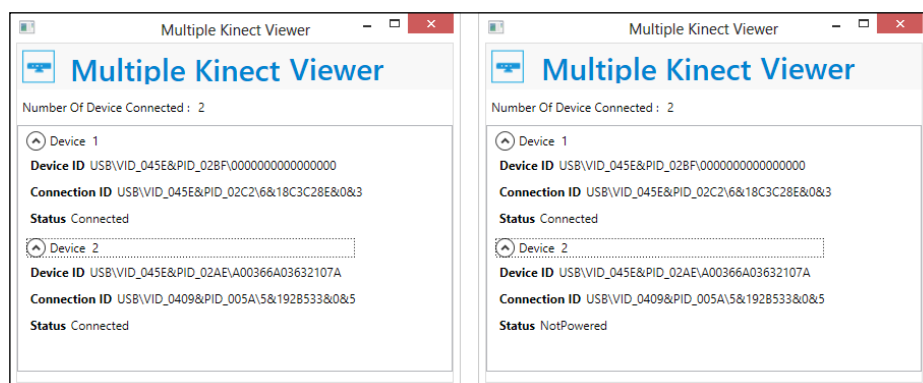 Multiple Kinect Viewer
Multiple Kinect Viewer
Number Of Device Connected : 2
Device 1
Device ID USB\VID_045E&PID_02BF\0000000000000000
Connection ID USB\VID_045E&PID_02C2\6&18C3C28E&0&3
Status Connected
Device 2
Device ID USB\VID_045E&PID_02AE\A00366A03632107A
Connection ID USB\VID_0409&PID_005A\5&192B533&0&5
Status Connected
Multiple Kinect Viewer
Multiple Kinect Viewer
Number Of Device Connected : 2
Device 1
Device ID USB\VID_045E&PID_02BF\0000000000000000
Connection ID USB\VID_045E&PID_02C2\6&18C3C28E&0&3
Status Connected
Device 2
Device ID USB\VID_045E&PID_02AE\A00366A03632107A
Connection ID USB\VID_0409&PID_005A\5&192B533&0&5
Status NotPowered